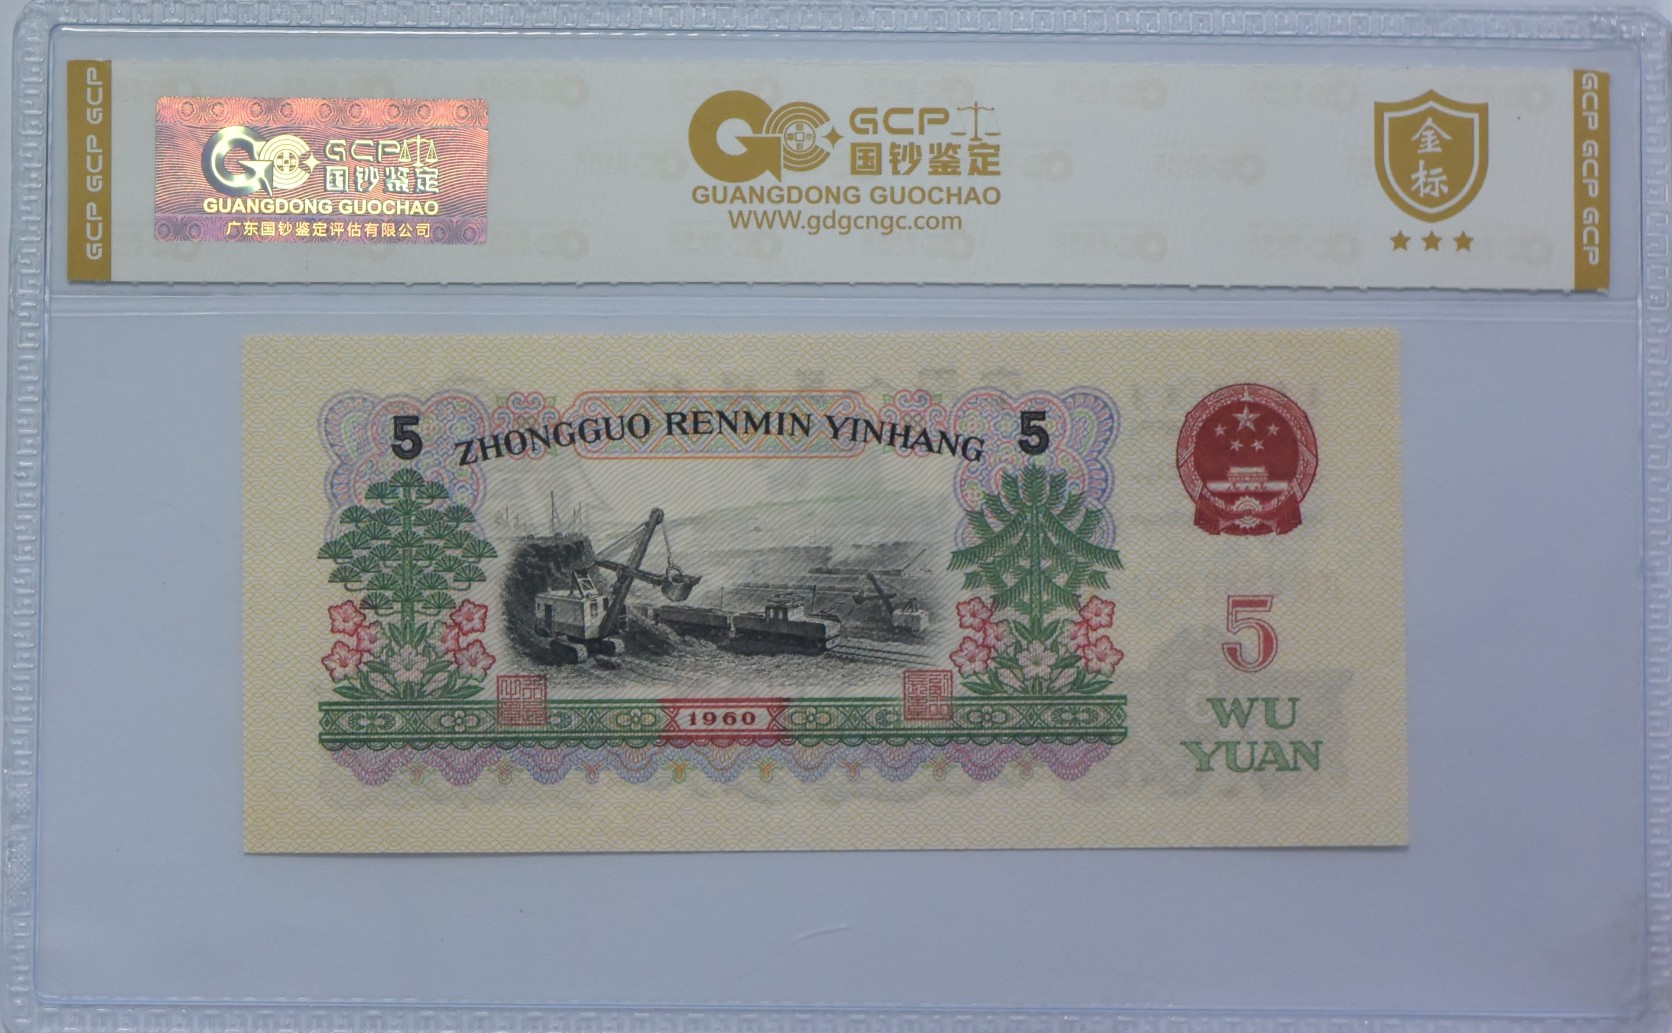 GCP GCP GCP
GCP
国钞鉴定
GUANGDONG GUOCHAO
广东国钞鉴定评估有限公司
GCP
国钞鉴定
GUANGDONG GUOCHAO
WWW.gdgcngc.com
金标
GCP GCP GCP
5
ZHONGGUO RENMIN YINHANG
5
1960
5
WU
YUAN